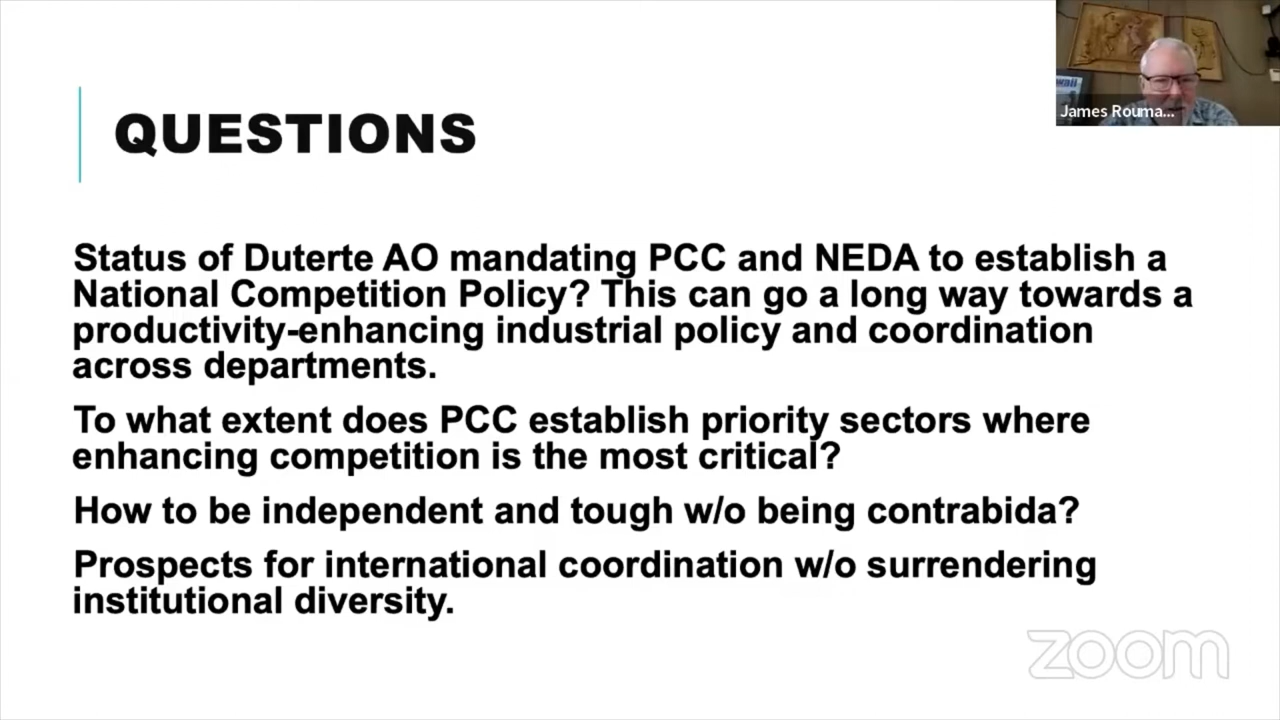 James Rouma...
QUESTIONS
Status of Duterte AO mandating PCC and NEDA to establish a
National Competition Policy? This can go a long way towards a
productivity-enhancing industrial policy and coordination
across departments.
To what extent does PCC establish priority sectors where
enhancing competition is the most critical?
How to be independent and tough w/o being contrabida?
Prospects for international coordination w/o surrendering
institutional diversity.
zoom